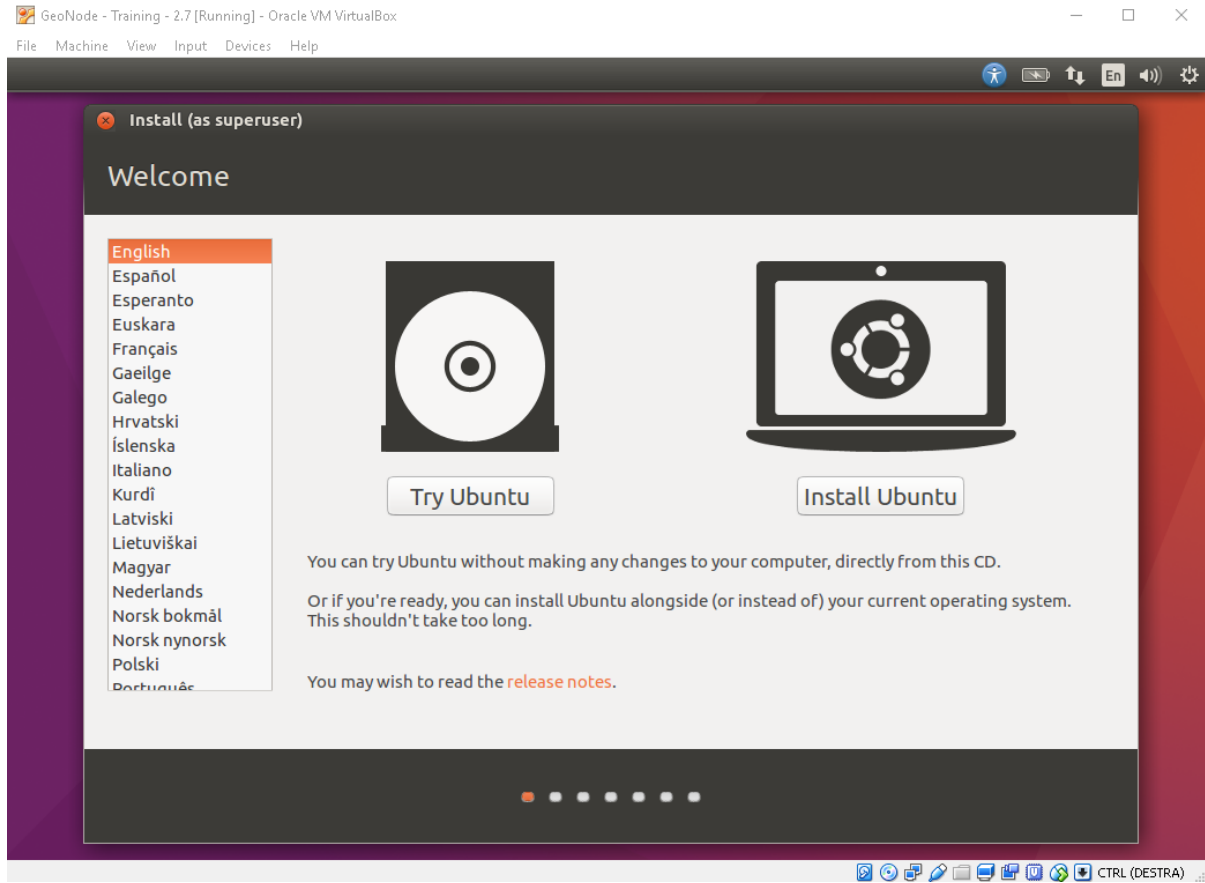 GeoNode - Training - 2.7 [Running] - Oracle VM VirtualBox
File Machine View Input Devices Help
En
Install (as superuser)
Welcome
English
Español
Esperanto
Euskara
Français
Gaeilge
Galego
Hrvatski
Íslenska
Italiano
Kurdî
Latviski
Lietuviškai
Magyar
Nederlands
Norsk bokmål
Norsk nynorsk
Polski
Português
Try Ubuntu
Install Ubuntu
You can try Ubuntu without making any changes to your computer, directly from this CD.
Or if you're ready, you can install Ubuntu alongside (or instead of) your current operating system.
This shouldn't take too long.
You may wish to read the release notes.
CTRL (DESTRA)